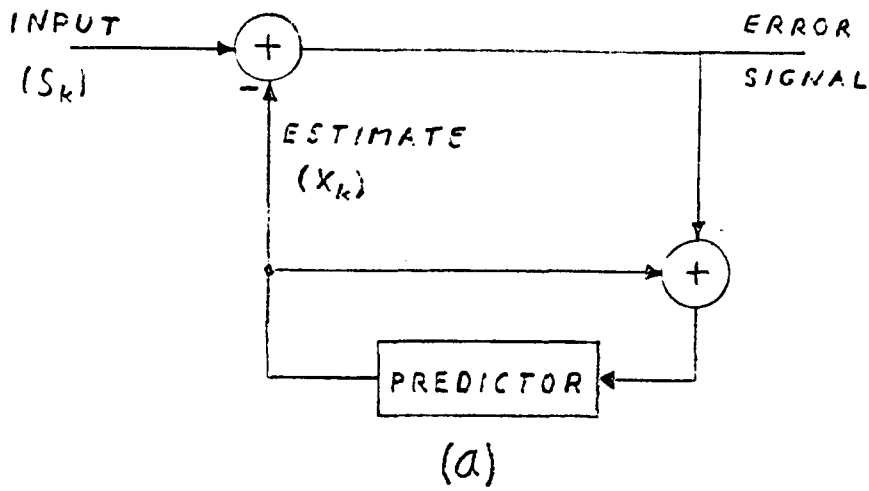 INPUT
(Sk)
+
-
ERROR
SIGNAL
ESTIMATE
(Xk)
+
PREDICTOR
(a)